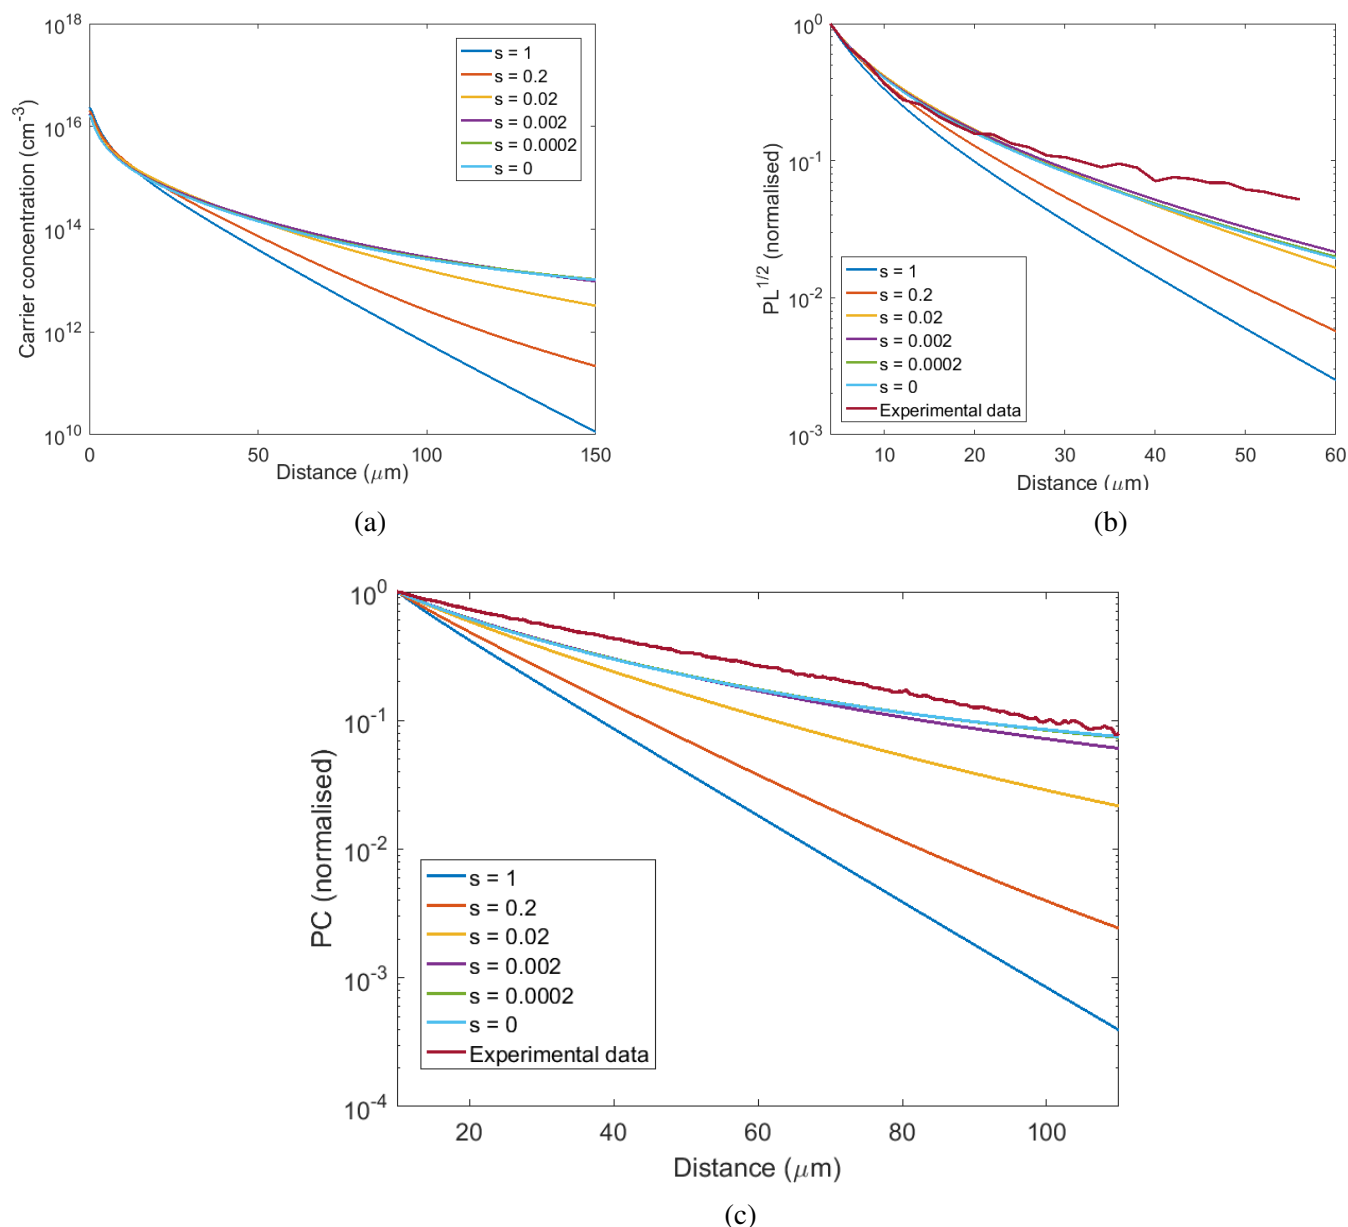 10^18
10^16
10^14
10^12
10^10
Carrier concentration (cm^-3)
s = 1
s = 0.2
s = 0.02
s = 0.002
s = 0.0002
s = 0
0 50 100 150
Distance (μm)
(a)
10^0
10^-1
10^-2
10^-3
PL^1/2 (normalised)
s = 1
s = 0.2
s = 0.02
s = 0.002
s = 0.0002
s = 0
Experimental data
10 20 30 40 50 60
Distance (μm)
(b)
10^0
10^-1
10^-2
10^-3
10^-4
PC (normalised)
s = 1
s = 0.2
s = 0.02
s = 0.002
s = 0.0002
s = 0
Experimental data
20 40 60 80 100
Distance (μm)
(c)